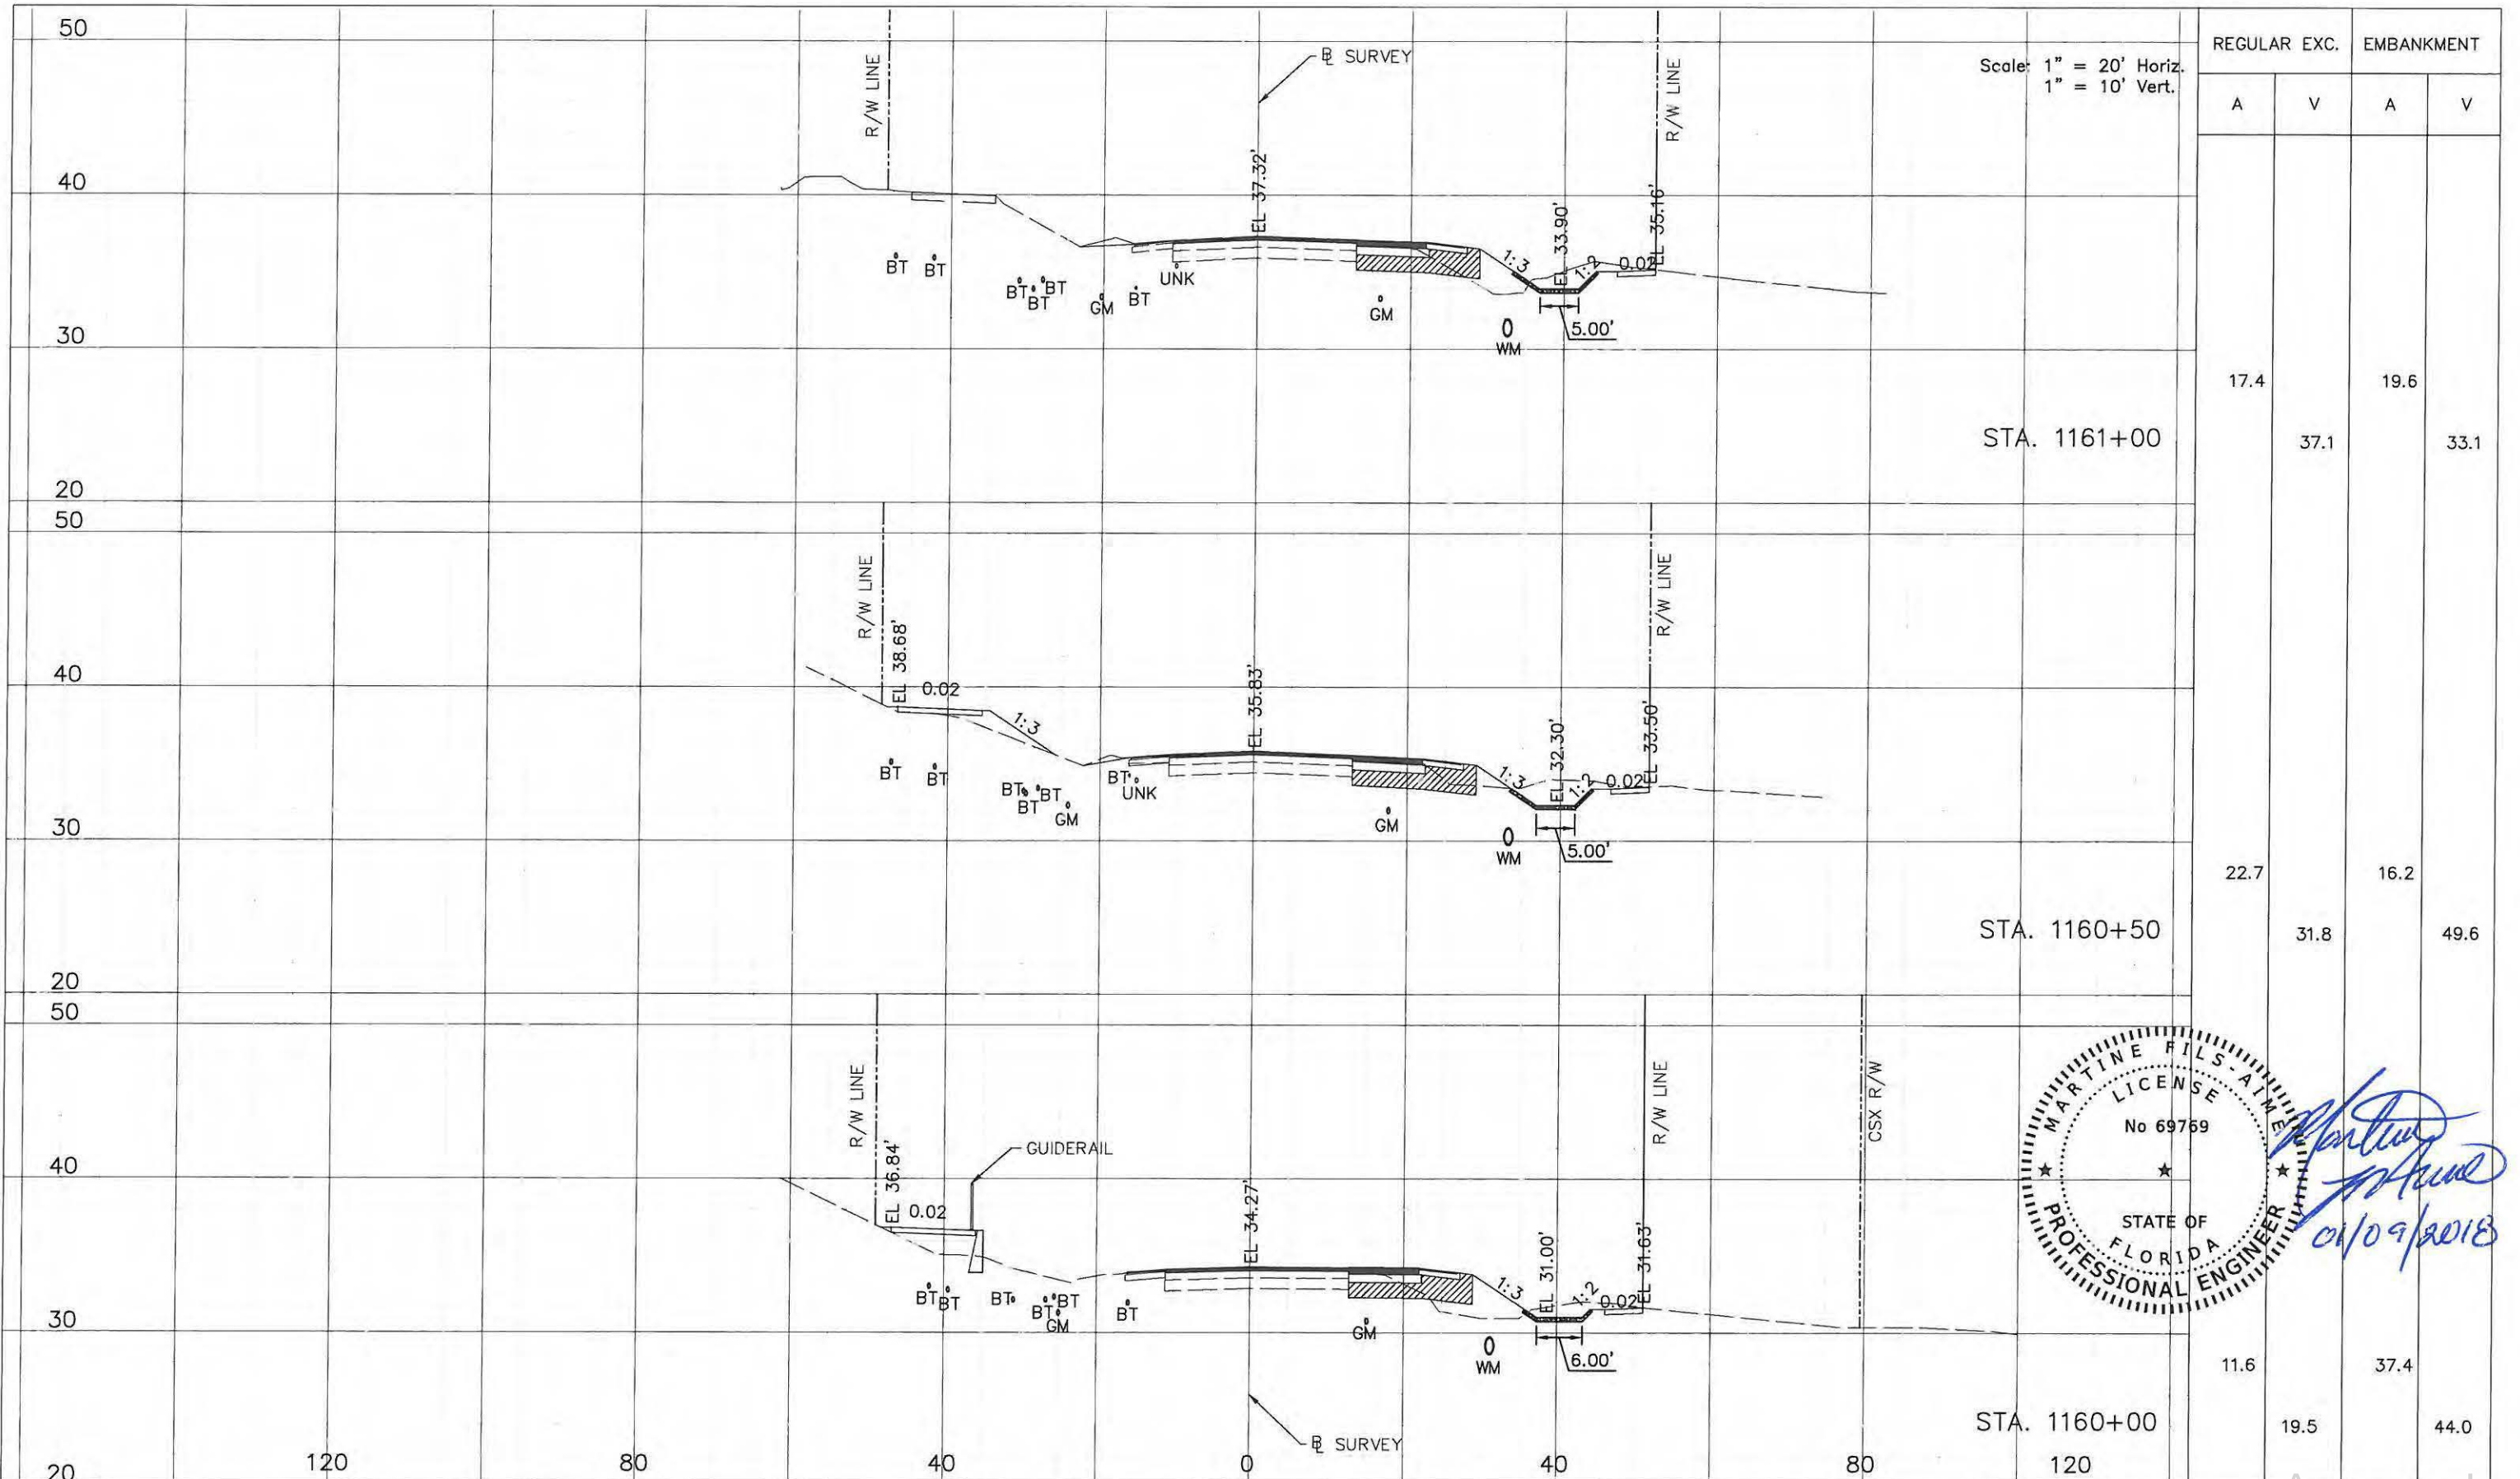 50
R/W LINE
℄ SURVEY
R/W LINE
Scale: 1" = 20' Horiz.
1" = 10' Vert.
REGULAR EXC. EMBANKMENT
A V A V
40
EL 37.32'
EL 33.90'
EL 35.16'
1:3
1:2
0.02
BT BT BT BT BT GM BT UNK GM
WM
5.00'
30
17.4 19.6
STA. 1161+00
37.1 33.1
20
50
R/W LINE
R/W LINE
EL 38.68'
0.02
1:3
40
EL 35.83'
EL 32.30'
EL 33.50'
1:3
1:2
0.02
BT BT BT BT BT GM BT UNK GM
WM
5.00'
30
22.7 16.2
STA. 1160+50
31.8 49.6
20
50
R/W LINE
R/W LINE
CSX R/W
GUIDERAIL
40
EL 36.84'
0.02
EL 34.27'
EL 31.00'
EL 31.63'
1:3
1:2
0.02
BT BT BT BT BT GM BT GM
WM
6.00'
30
MARTINE FILS-AIME
LICENSE
No 69769
STATE OF
FLORIDA
PROFESSIONAL ENGINEER
01/09/2018
11.6 37.4
STA. 1160+00
19.5 44.0
℄ SURVEY
20
120 80 40 0 40 80 120